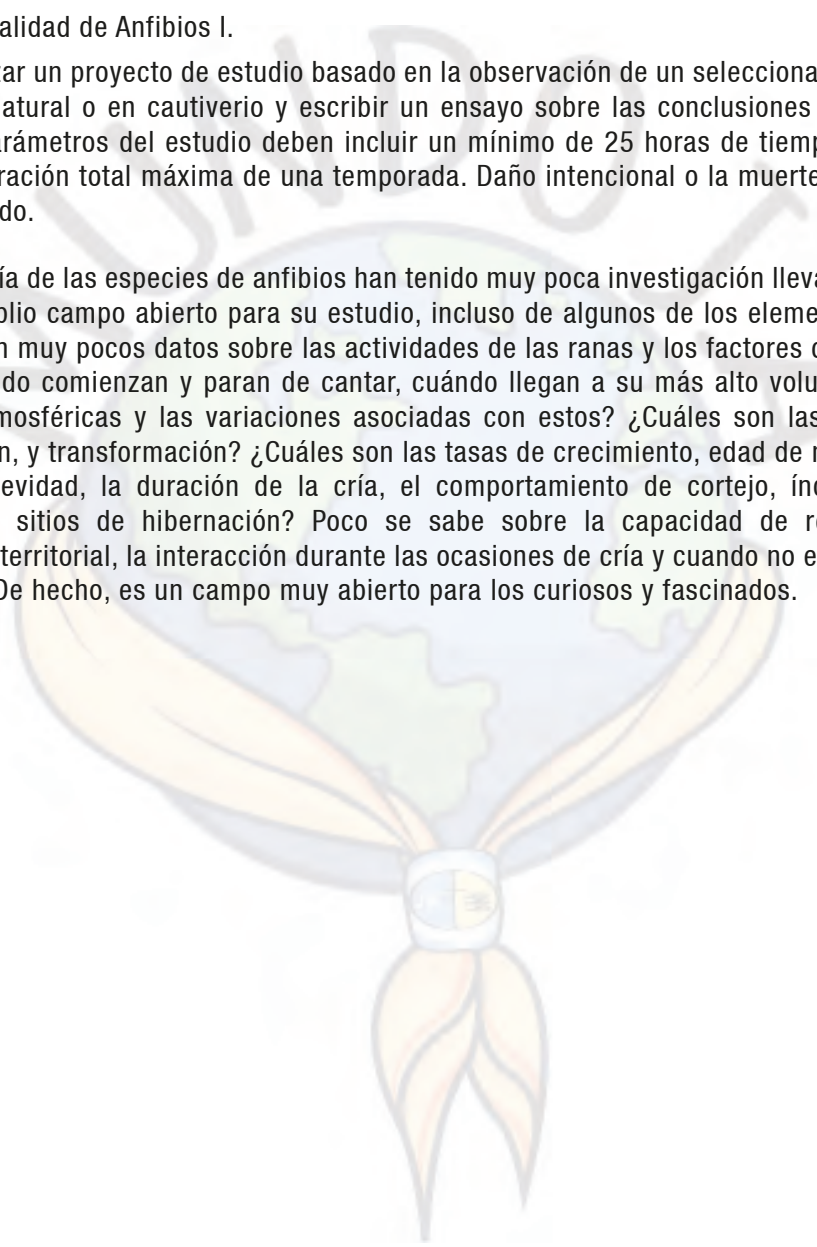 alidad de Anfibios I.
ar un proyecto de estudio basado en la observación de un selecciona
atural o en cautiverio y escribir un ensayo sobre las conclusiones
arámetros del estudio deben incluir un mínimo de 25 horas de tiemp
ración total máxima de una temporada. Daño intencional o la muerte
do.
ía de las especies de anfibios han tenido muy poca investigación lleva
plio campo abierto para su estudio, incluso de algunos de los eleme
n muy pocos datos sobre las actividades de las ranas y los factores
ndo comienzan y paran de cantar, cuándo llegan a su más alto volu
mosféricas y las variaciones asociadas con estos? ¿Cuáles son las
n, y transformación? ¿Cuáles son las tasas de crecimiento, edad de
evidad, la duración de la cría, el comportamiento de cortejo, ín
sitios de hibernación? Poco se sabe sobre la capacidad de r
territorial, la interacción durante las ocasiones de cría y cuando no e
De hecho, es un campo muy abierto para los curiosos y fascinados.
MUNDO